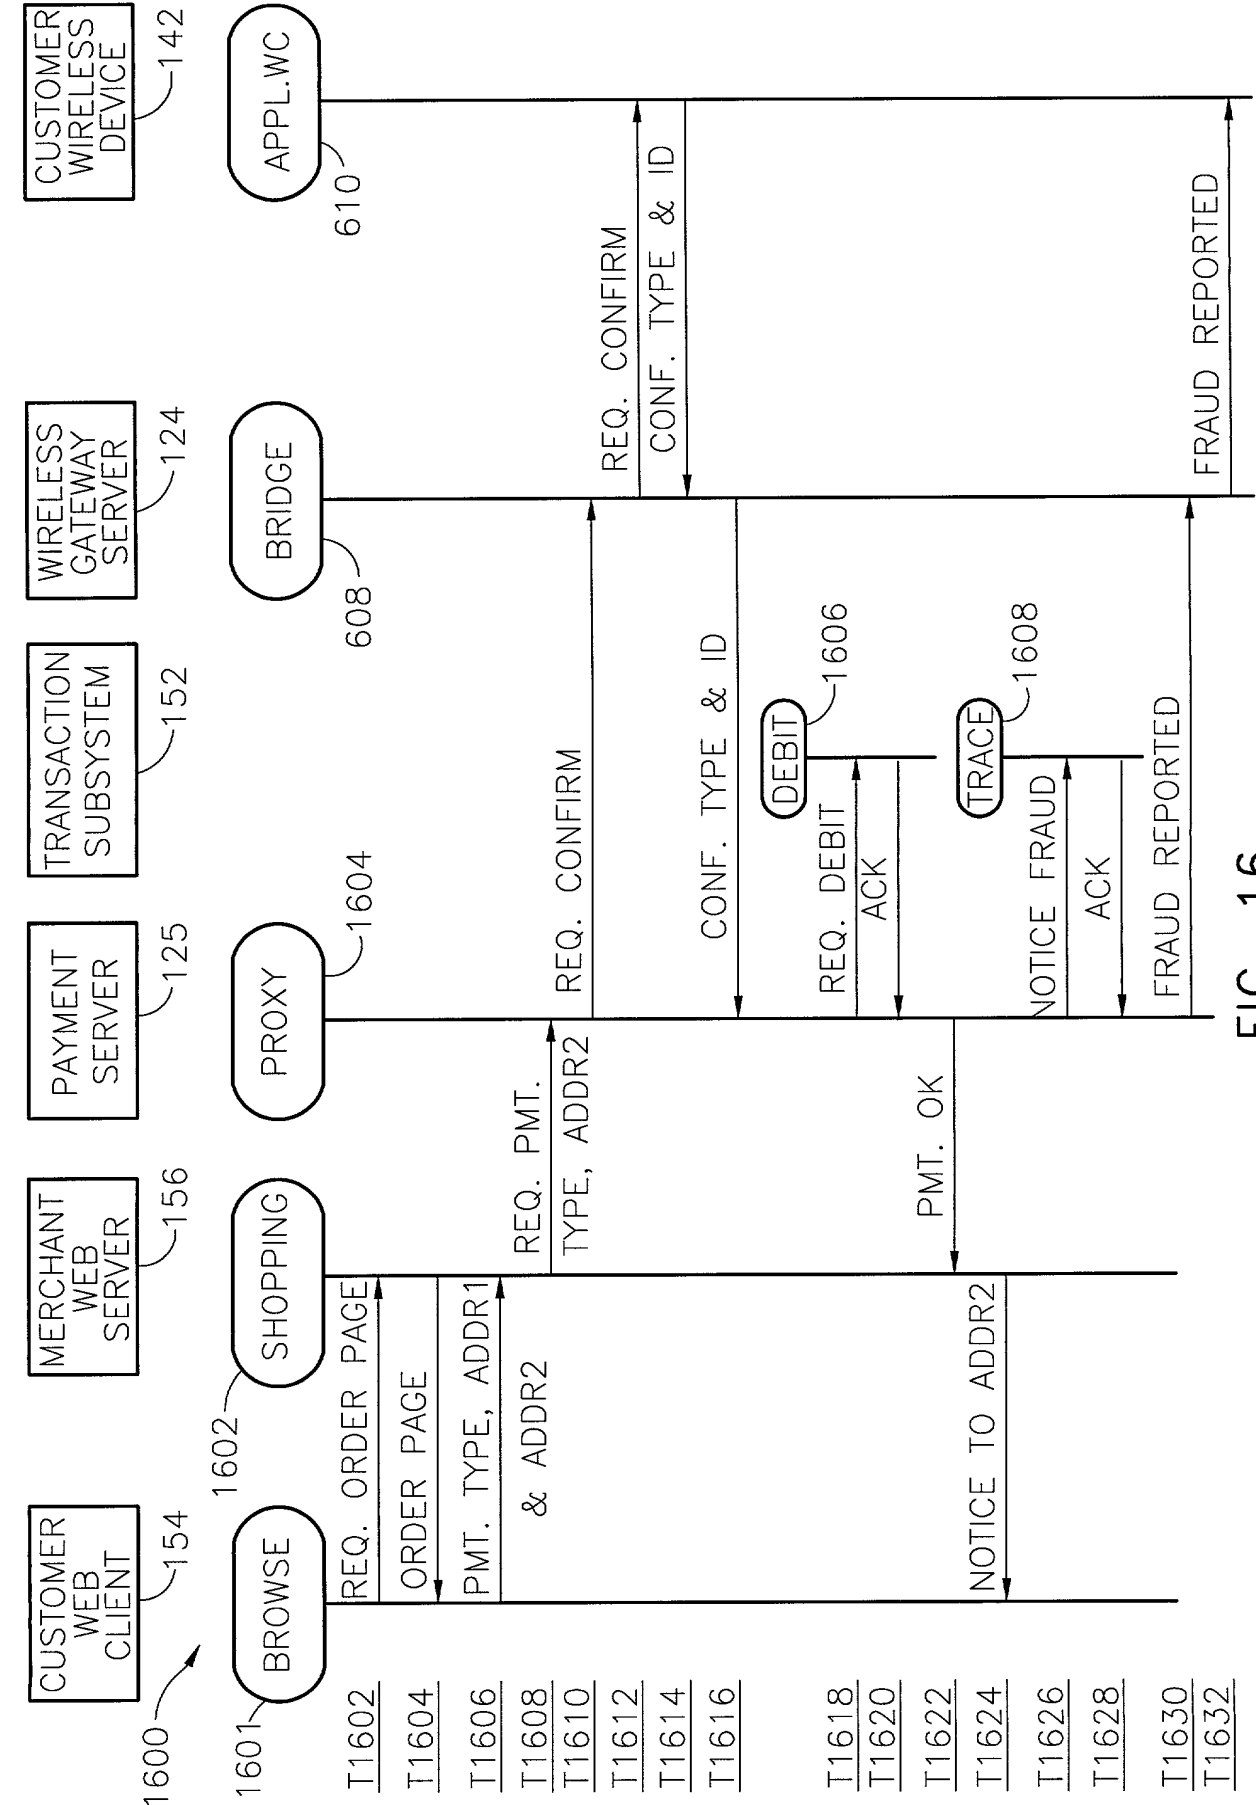 1600
CUSTOMER
WEB
CLIENT
154
MERCHANT
WEB
SERVER
156
PAYMENT
SERVER
125
TRANSACTION
SUBSYSTEM
152
WIRELESS
GATEWAY
SERVER
124
CUSTOMER
WIRELESS
DEVICE
142
1601
BROWSE
1602
SHOPPING
PROXY
1604
BRIDGE
608
APPL.WC
610
T1602
REQ. ORDER PAGE
T1604
ORDER PAGE
T1606
PMT. TYPE, ADDR1
& ADDR2
T1608
REQ. PMT.
TYPE, ADDR2
T1610
REQ. CONFIRM
T1612
REQ. CONFIRM
T1614
CONF. TYPE & ID
T1616
CONF. TYPE & ID
DEBIT
1606
T1618
REQ. DEBIT
T1620
ACK
T1622
PMT. OK
T1624
NOTICE TO ADDR2
TRACE
1608
T1626
NOTICE FRAUD
T1628
ACK
T1630
FRAUD REPORTED
T1632
FRAUD REPORTED
FIG. 16